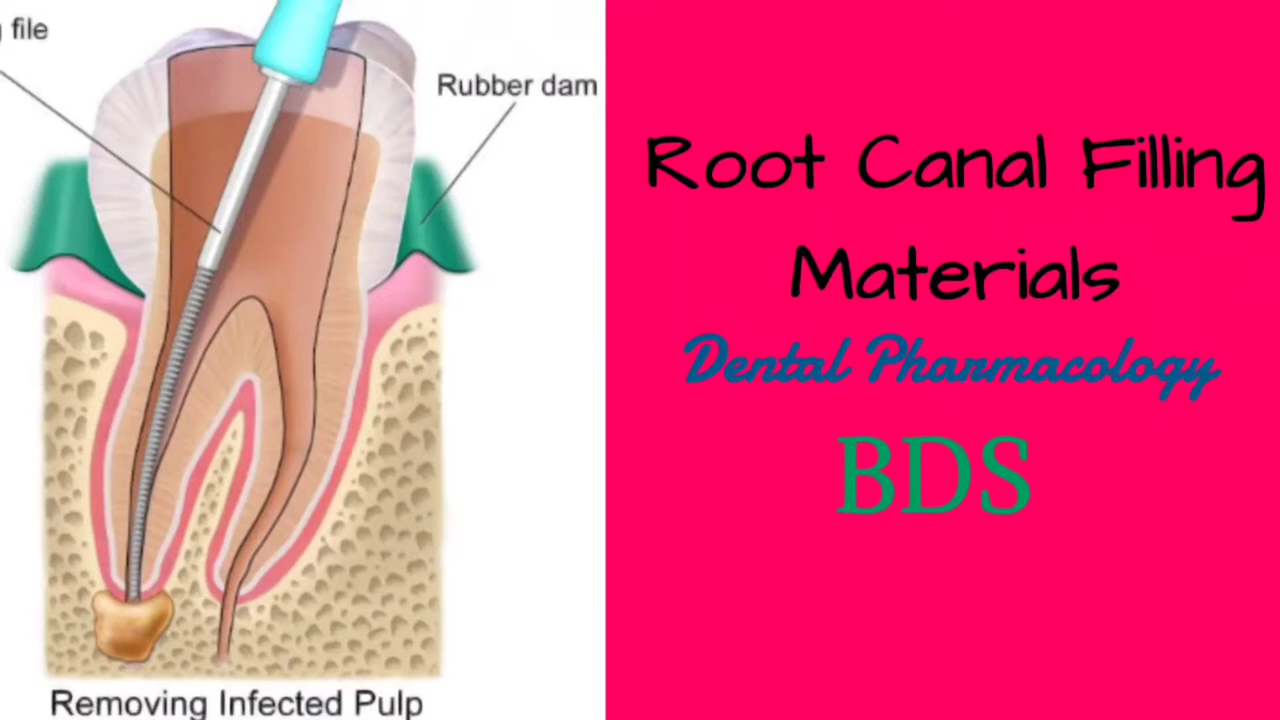 file
Rubber dam
Removing Infected Pulp
Root Canal Filling
Materials
Dental Pharmacology
BDS